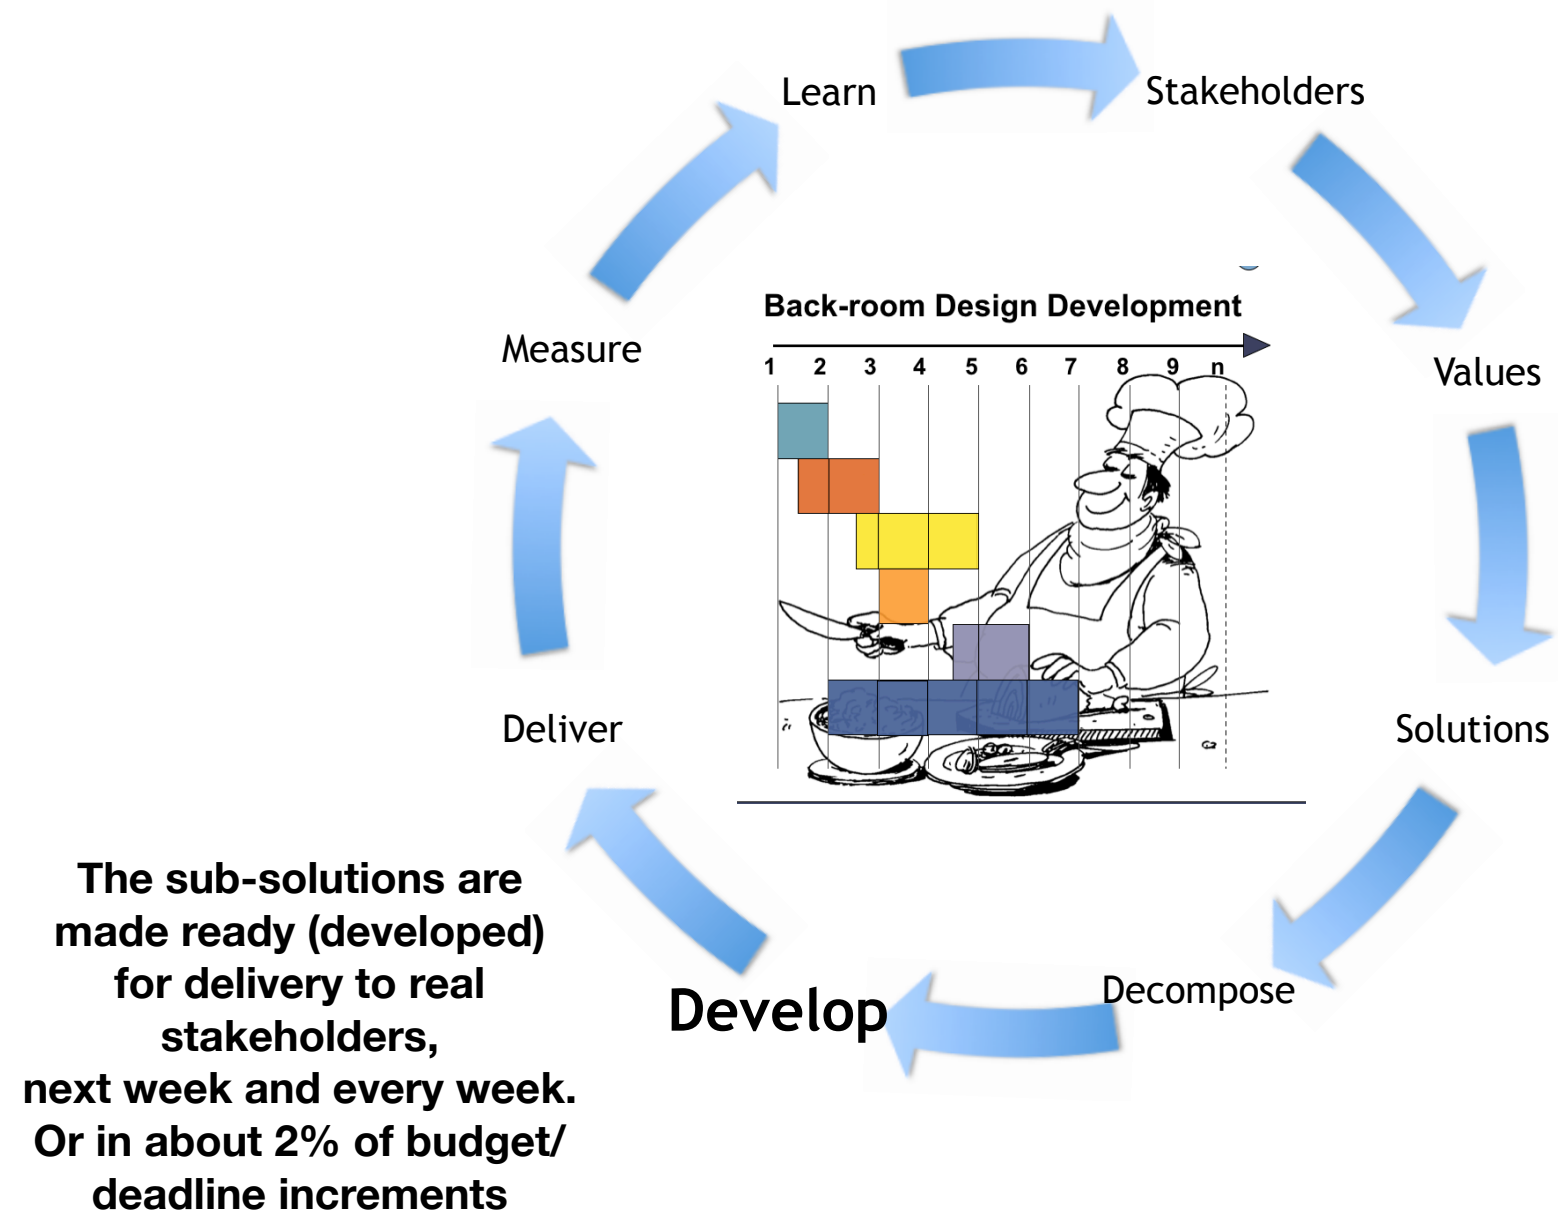 Learn
Stakeholders
Values
Solutions
Decompose
Develop
Deliver
Measure
Back-room Design Development
1 2 3 4 5 6 7 8 9 n
The sub-solutions are
made ready (developed)
for delivery to real
stakeholders,
next week and every week.
Or in about 2% of budget/
deadline increments